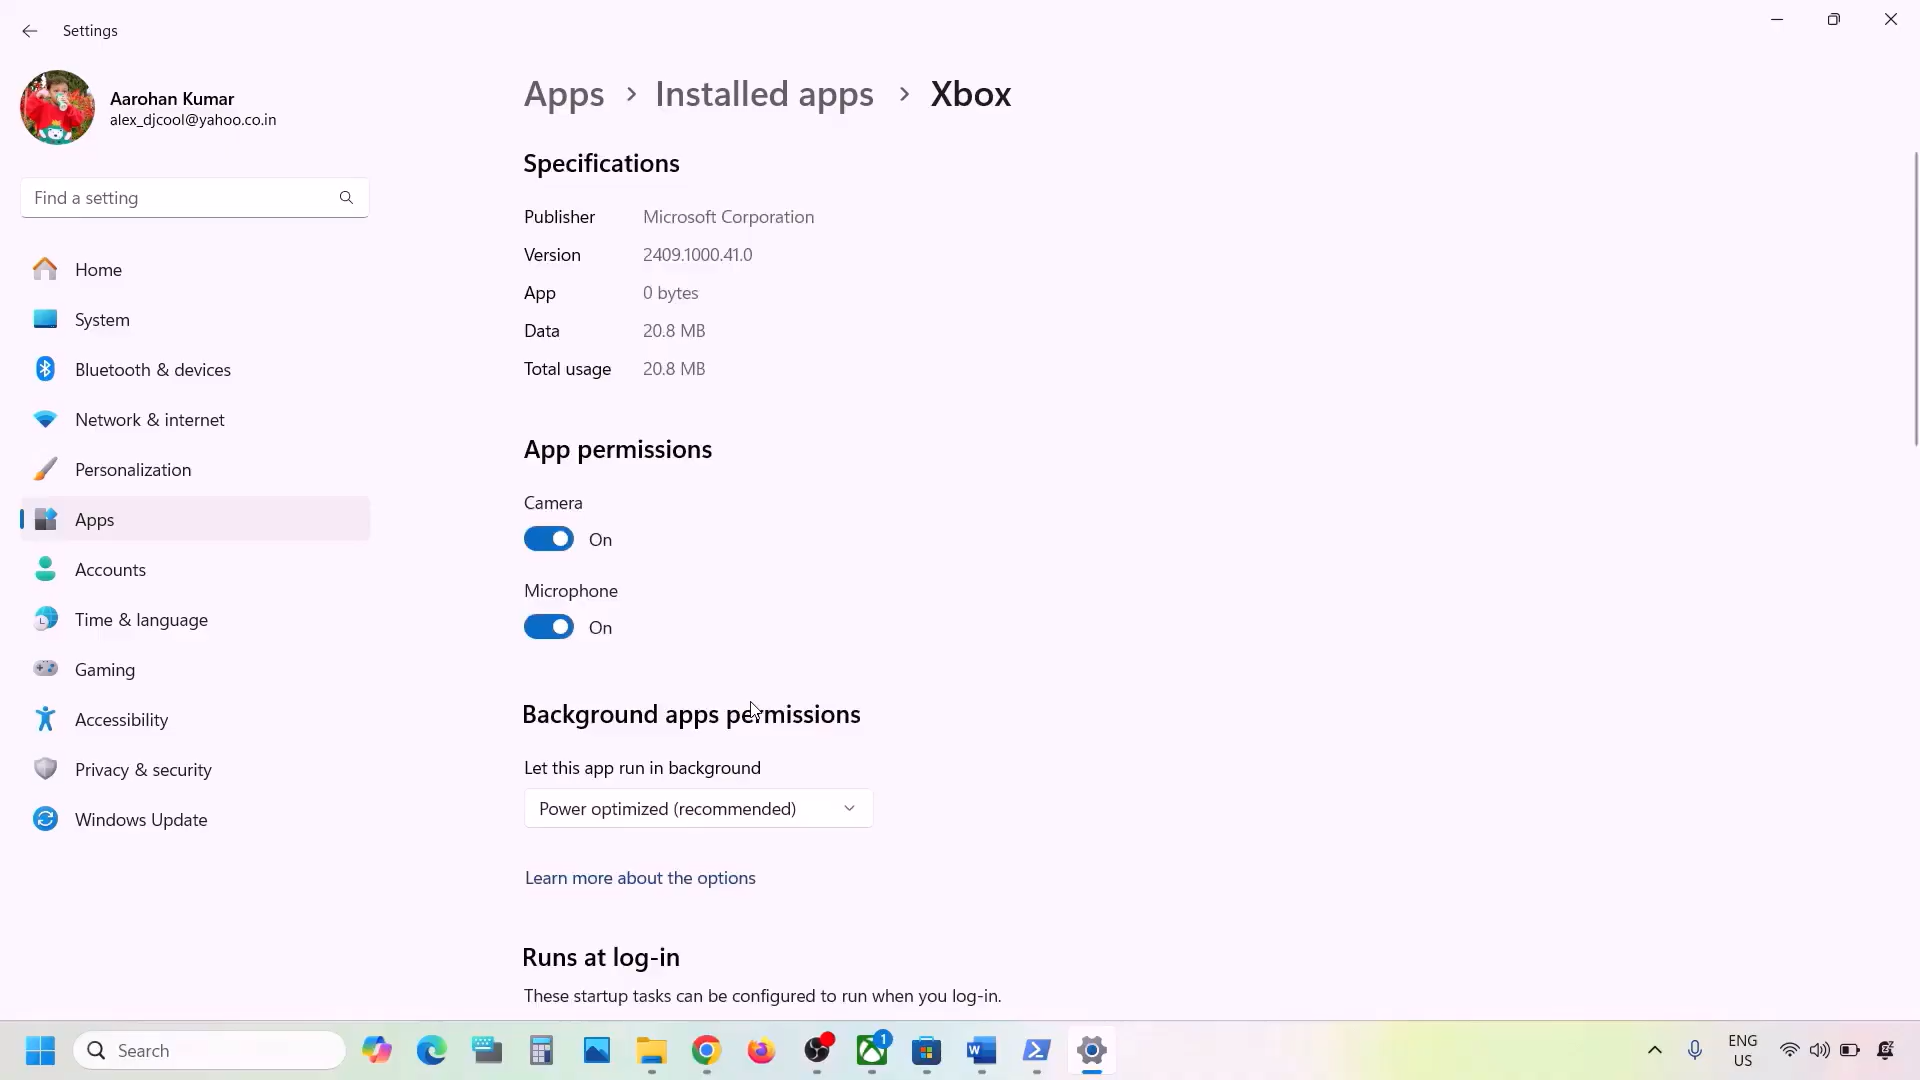 Settings
Aarohan Kumar
alex_djcool@yahoo.co.in
Find a setting
Home
System
Bluetooth & devices
Network & internet
Personalization
Apps
Accounts
Time & language
Gaming
Accessibility
Privacy & security
Windows Update
Apps > Installed apps > Xbox
Specifications
Publisher Microsoft Corporation
Version 2409.1000.41.0
App 0 bytes
Data 20.8 MB
Total usage 20.8 MB
App permissions
Camera
On
Microphone
On
Background apps permissions
Let this app run in background
Power optimized (recommended)
Learn more about the options
Runs at log-in
These startup tasks can be configured to run when you log-in.
Search
1
ENG
US